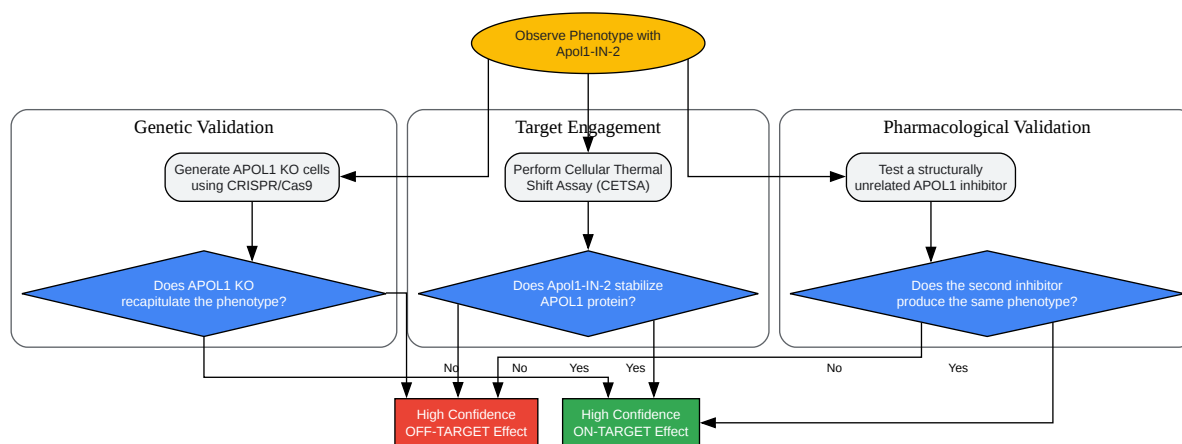 Observe Phenotype with
Apol1-IN-2
Genetic Validation
Target Engagement
Pharmacological Validation
Generate APOL1 KO cells
using CRISPR/Cas9
Perform Cellular Thermal
Shift Assay (CETSA)
Test a structurally
unrelated APOL1 inhibitor
Does APOL1 KO
recapitulate the phenotype?
Does Apol1-IN-2 stabilize
APOL1 protein?
Does the second inhibitor
produce the same phenotype?
No
No
Yes
Yes
No
Yes
High Confidence
OFF-TARGET Effect
High Confidence
ON-TARGET Effect